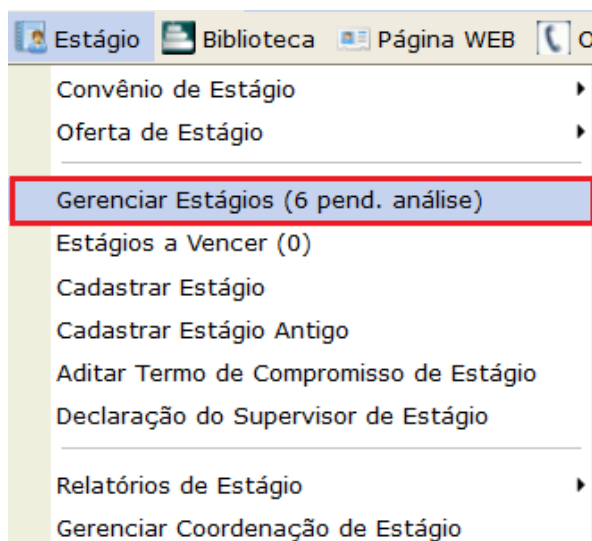 Estágio Biblioteca Página WEB
Convênio de Estágio
Oferta de Estágio
Gerenciar Estágios (6 pend. análise)
Estágios a Vencer (0)
Cadastrar Estágio
Cadastrar Estágio Antigo
Aditar Termo de Compromisso de Estágio
Declaração do Supervisor de Estágio
Relatórios de Estágio
Gerenciar Coordenação de Estágio